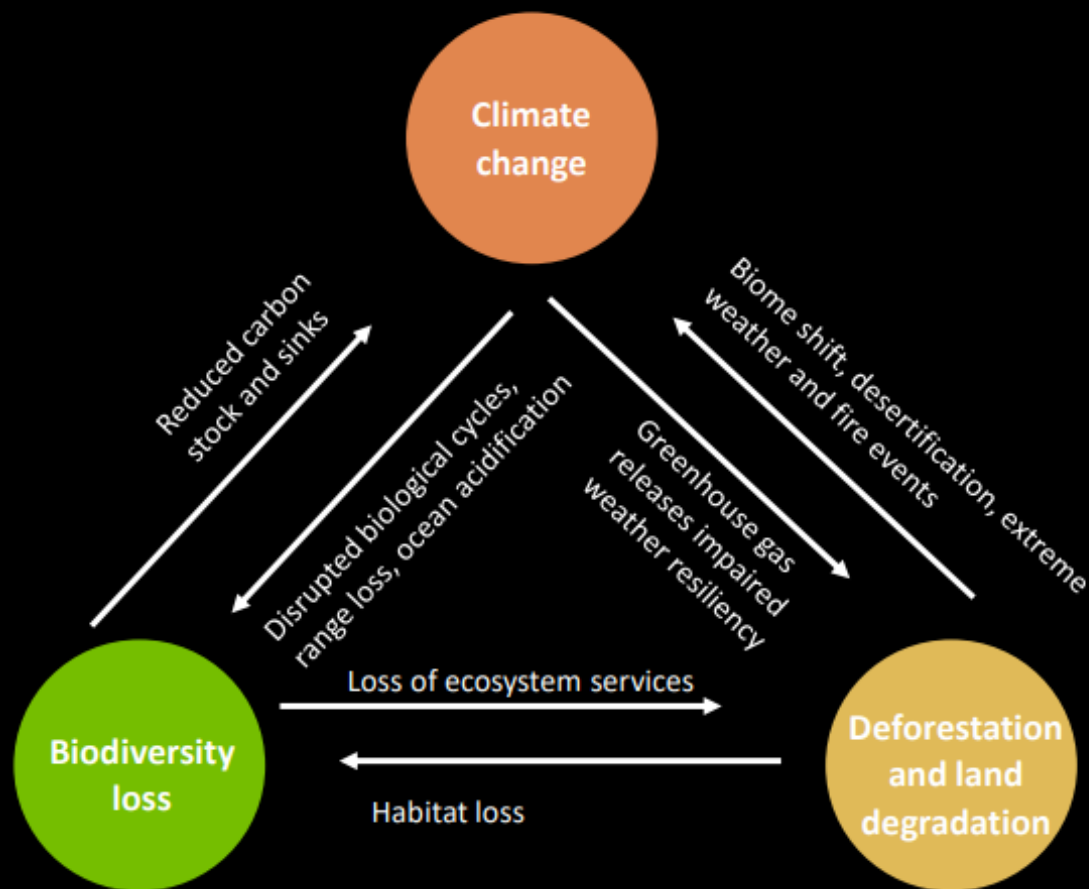 Climate
change
Reduced carbon
stock and sinks
Disrupted biological cycles,
range loss, ocean acidification
Greenhouse gas
releases impaired
weather resiliency
Biome shift, desertification, extreme
weather and fire events
Loss of ecosystem services
Habitat loss
Biodiversity
loss
Deforestation
and land
degradation